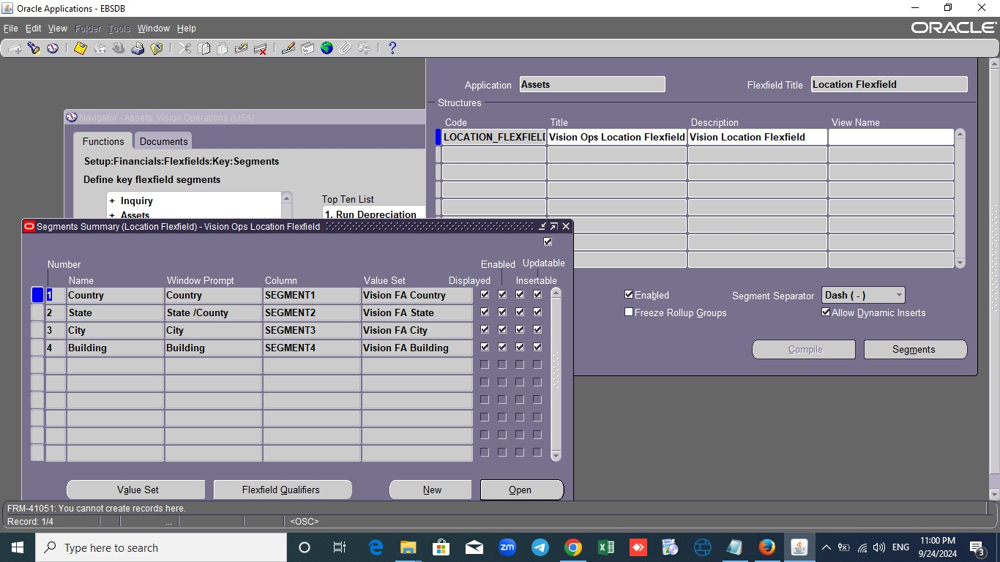 Oracle Applications - EBSDB
File Edit View Folder Tools Window Help
ORACLE
Application Assets Flexfield Title Location Flexfield
Structures
Code Title Description View Name
LOCATION_FLEXFIEL Vision Ops Location Flexfield Vision Location Flexfield
Navigator - Assets, Vision Operations (USA)
Functions Documents
Setup:Financials:Flexfields:Key:Segments
Define key flexfield segments
+ Inquiry
+ Assets
Top Ten List
1. Run Depreciation
Enabled Segment Separator Dash ( - )
Freeze Rollup Groups Allow Dynamic Inserts
Compile Segments
Segments Summary (Location Flexfield) - Vision Ops Location Flexfield
Number Enabled Updatable
Name Window Prompt Column Value Set Displayed Insertable
1 Country Country SEGMENT1 Vision FA Country
2 State State /County SEGMENT2 Vision FA State
3 City City SEGMENT3 Vision FA City
4 Building Building SEGMENT4 Vision FA Building
Value Set Flexfield Qualifiers New Open
FRM-41051: You cannot create records here.
Record: 1/4 ... <OSC>
Type here to search
zm
ENG
11:00 PM
9/24/2024
3